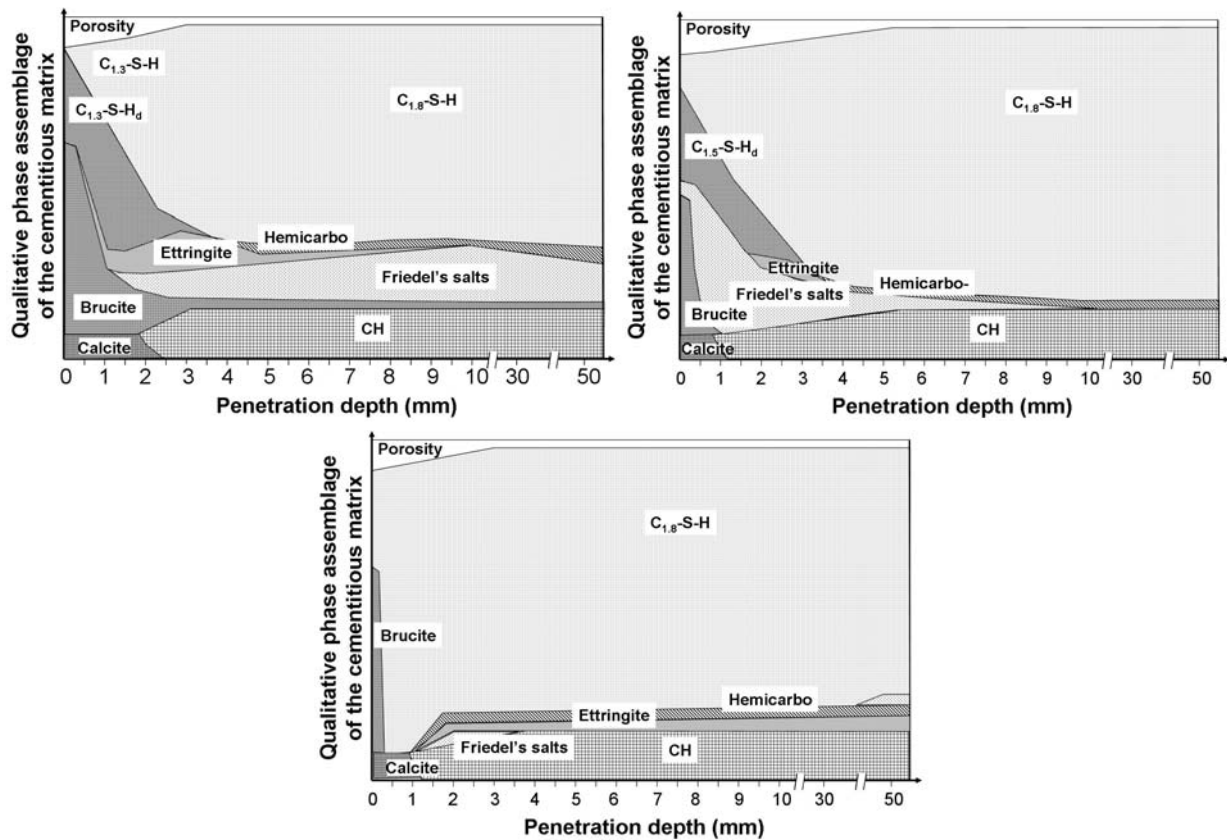 Qualitative phase assemblage
of the cementitious matrix
Porosity
C1.3-S-H
C1.3-S-Hd
C1.8-S-H
Ettringite
Hemicarbo
Friedel's salts
Brucite
CH
Calcite
0 1 2 3 4 5 6 7 8 9 10 30 50
Penetration depth (mm)
Qualitative phase assemblage
of the cementitious matrix
Porosity
C1.8-S-H
C1.5-S-Hd
Ettringite
Hemicarbo-
Friedel's salts
Brucite
CH
Calcite
0 1 2 3 4 5 6 7 8 9 10 30 50
Penetration depth (mm)
Qualitative phase assemblage
of the cementitious matrix
Porosity
C1.8-S-H
Brucite
Hemicarbo
Ettringite
Friedel's salts
CH
Calcite
0 1 2 3 4 5 6 7 8 9 10 30 50
Penetration depth (mm)